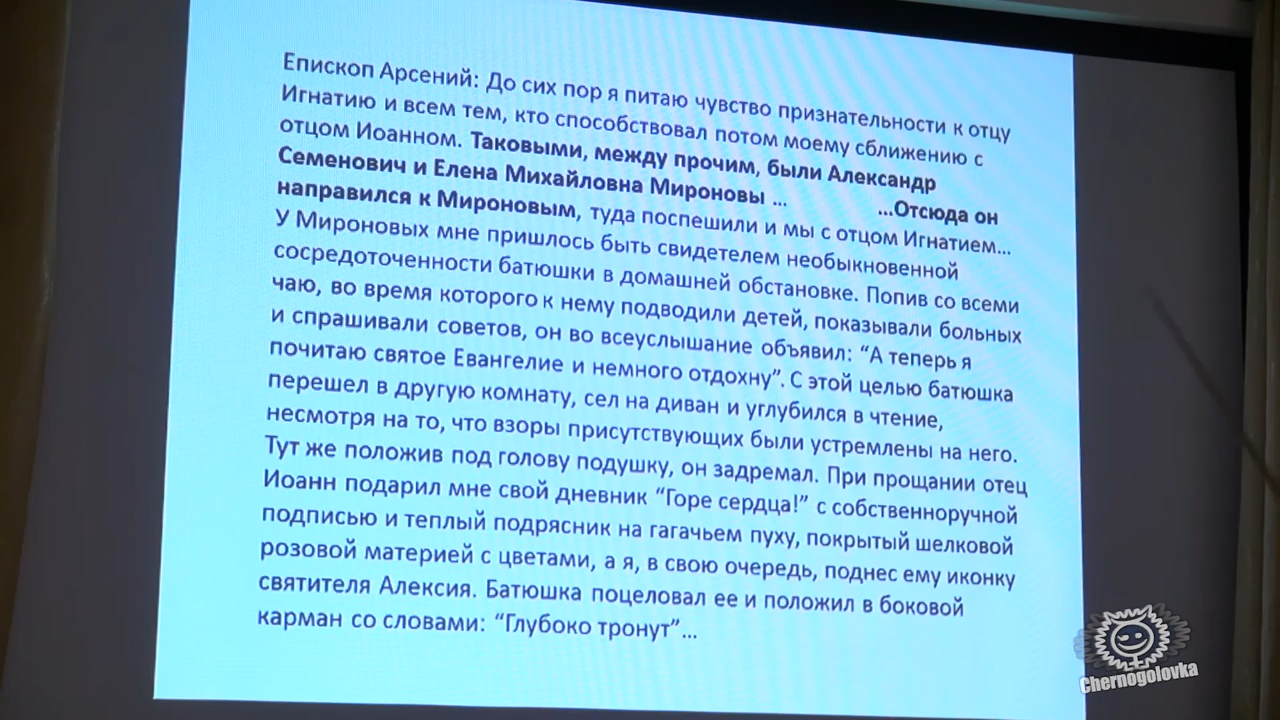 Епископ Арсений: До сих пор я питаю чувство признательности к отцу
Игнатию и всем тем, кто способствовал потом моему сближению с
отцом Иоанном. Таковыми, между прочим, были Александр
Семенович и Елена Михайловна Мироновы ... ...Отсюда он
направился к Мироновым, туда поспешили и мы с отцом Игнатием...
У Мироновых мне пришлось быть свидетелем необыкновенной
сосредоточенности батюшки в домашней обстановке. Попив со всеми
чаю, во время которого к нему подводили детей, показывали больных
и спрашивали советов, он во всеуслышание объявил: “А теперь я
почитаю святое Евангелие и немного отдохну”. С этой целью батюшка
перешел в другую комнату, сел на диван и углубился в чтение,
несмотря на то, что взоры присутствующих были устремлены на него.
Тут же положив под голову подушку, он задремал. При прощании отец
Иоанн подарил мне свой дневник “Горе сердца!” с собственноручной
подписью и теплый подрясник на гагачьем пуху, покрытый шелковой
розовой материей с цветами, а я, в свою очередь, поднес ему иконку
святителя Алексия. Батюшка поцеловал ее и положил в боковой
карман со словами: “Глубоко тронут”...
Chernogolovka